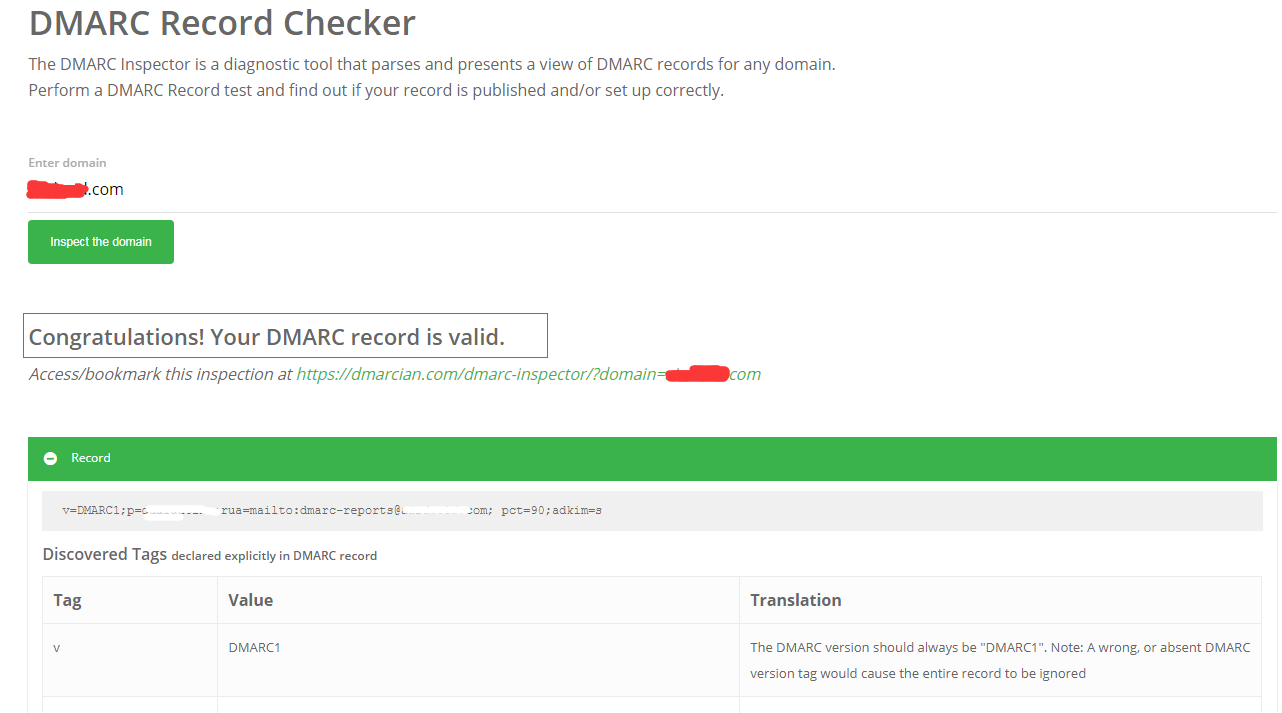 DMARC Record Checker
The DMARC Inspector is a diagnostic tool that parses and presents a view of DMARC records for any domain.
Perform a DMARC Record test and find out if your record is published and/or set up correctly.
Enter domain
.com
Inspect the domain
Congratulations! Your DMARC record is valid.
Access/bookmark this inspection at https://dmarcian.com/dmarc-inspector/?domain= com
Record
v=DMARC1;p= rua=mailto:dmarc-reports@ com; pct=90;adkim=s
Discovered Tags declared explicitly in DMARC record
Tag Value Translation
v DMARC1 The DMARC version should always be "DMARC1". Note: A wrong, or absent DMARC
version tag would cause the entire record to be ignored